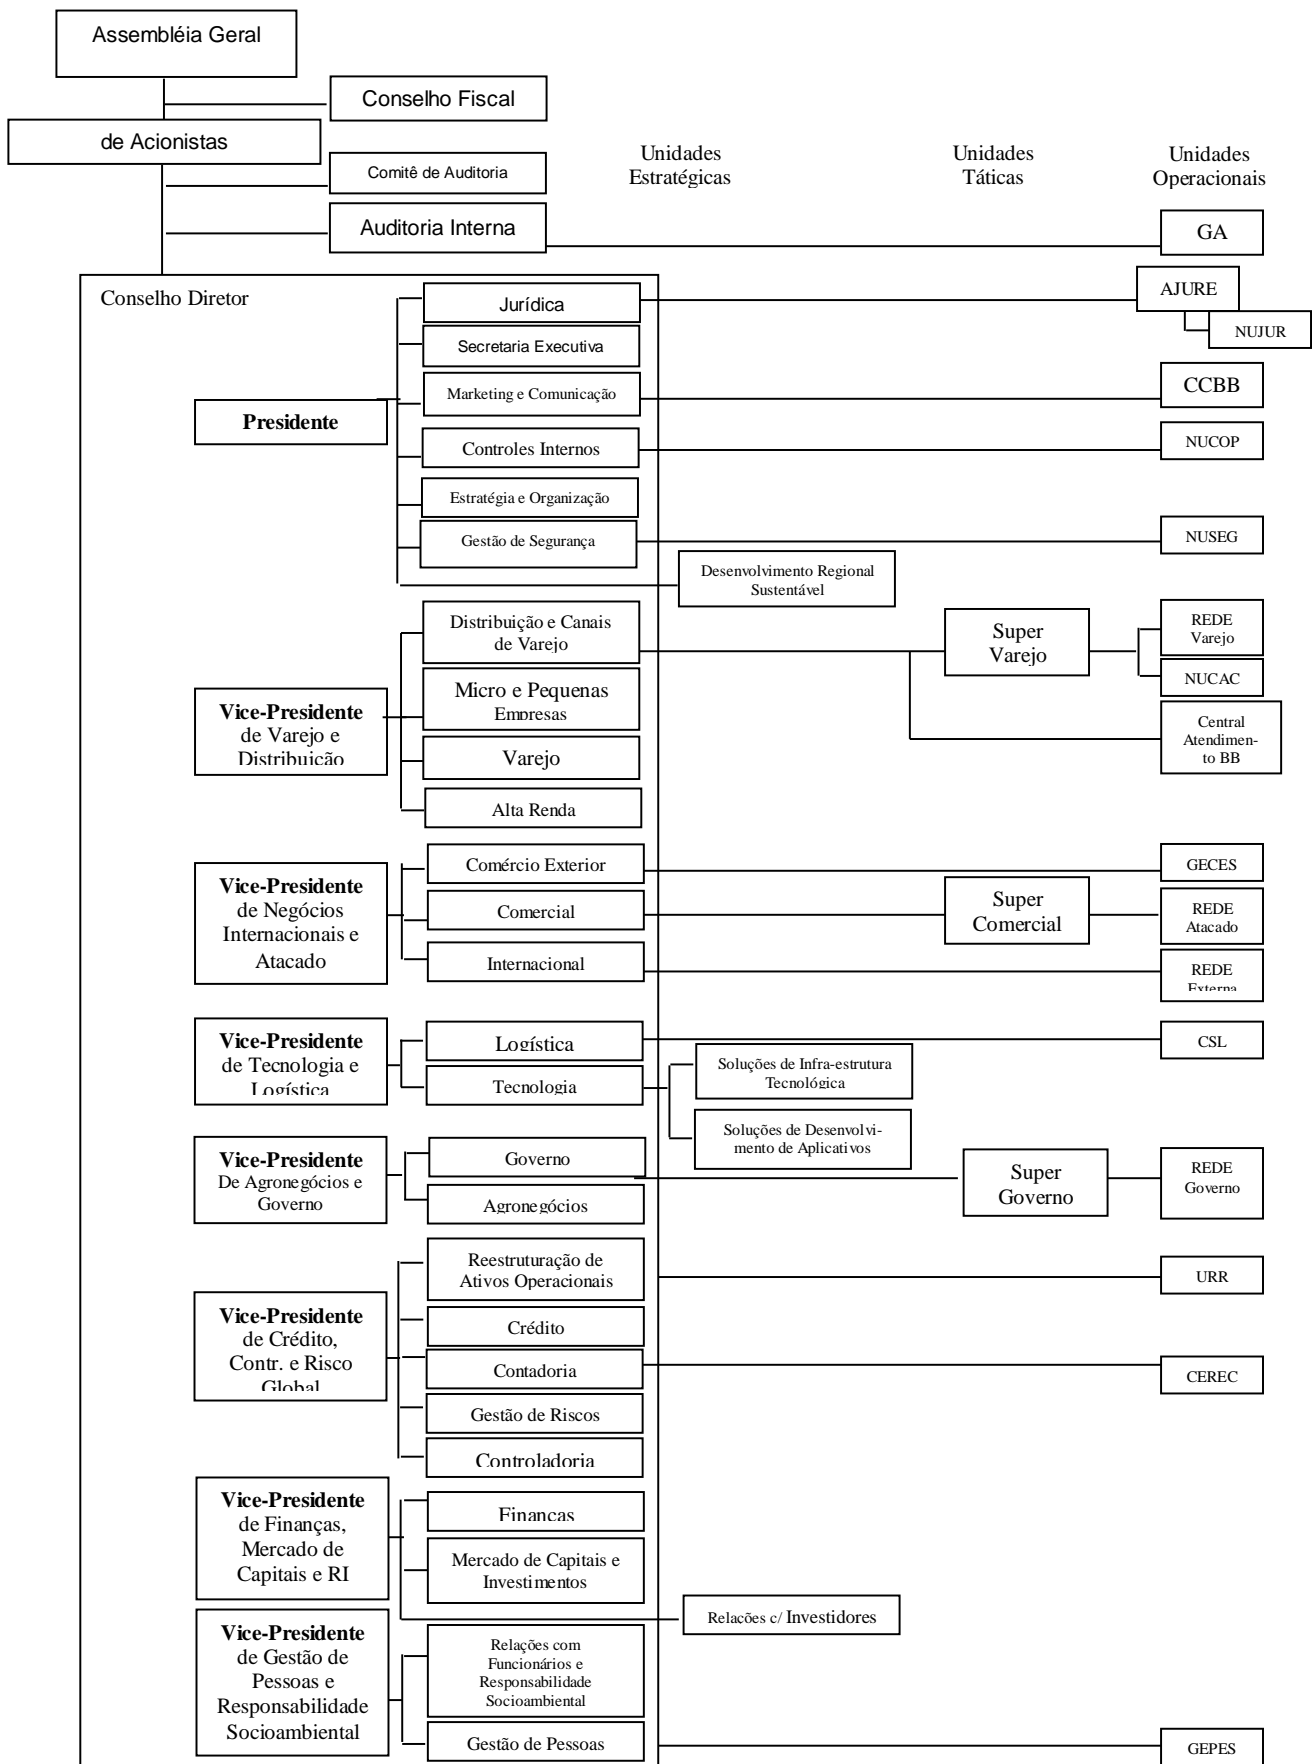 Assembléia Geral
Conselho Fiscal
de Acionistas
Comitê de Auditoria
Unidades
Estratégicas
Unidades
Táticas
Unidades
Operacionais
Auditoria Interna
GA
Conselho Diretor
Jurídica
AJURE
NUJUR
Secretaria Executiva
Marketing e Comunicação
CCBB
Presidente
Controles Internos
NUCOP
Estratégia e Organização
Gestão de Segurança
NUSEG
Desenvolvimento Regional
Sustentável
Vice-Presidente
de Varejo e
Distribuição
Distribuição e Canais
de Varejo
Super
Varejo
REDE
Varejo
NUCAC
Micro e Pequenas
Empresas
Central
Atendimen-
to BB
Varejo
Alta Renda
Vice-Presidente
de Negócios
Internacionais e
Atacado
Comércio Exterior
GECES
Comercial
Super
Comercial
REDE
Atacado
Internacional
REDE
Externa
Vice-Presidente
de Tecnologia e
Logística
Logística
CSL
Tecnologia
Soluções de Infra-estrutura
Tecnológica
Soluções de Desenvolvi-
mento de Aplicativos
Vice-Presidente
De Agronegócios e
Governo
Governo
Super
Governo
REDE
Governo
Agronegócios
Vice-Presidente
de Crédito,
Contr. e Risco
Global
Reestruturação de
Ativos Operacionais
URR
Crédito
Contadoria
CEREC
Gestão de Riscos
Controladoria
Vice-Presidente
de Finanças,
Mercado de
Capitais e RI
Finanças
Mercado de Capitais e
Investimentos
Relações c/ Investidores
Vice-Presidente
de Gestão de
Pessoas e
Responsabilidade
Socioambiental
Relações com
Funcionários e
Responsabilidade
Socioambiental
Gestão de Pessoas
GEPES